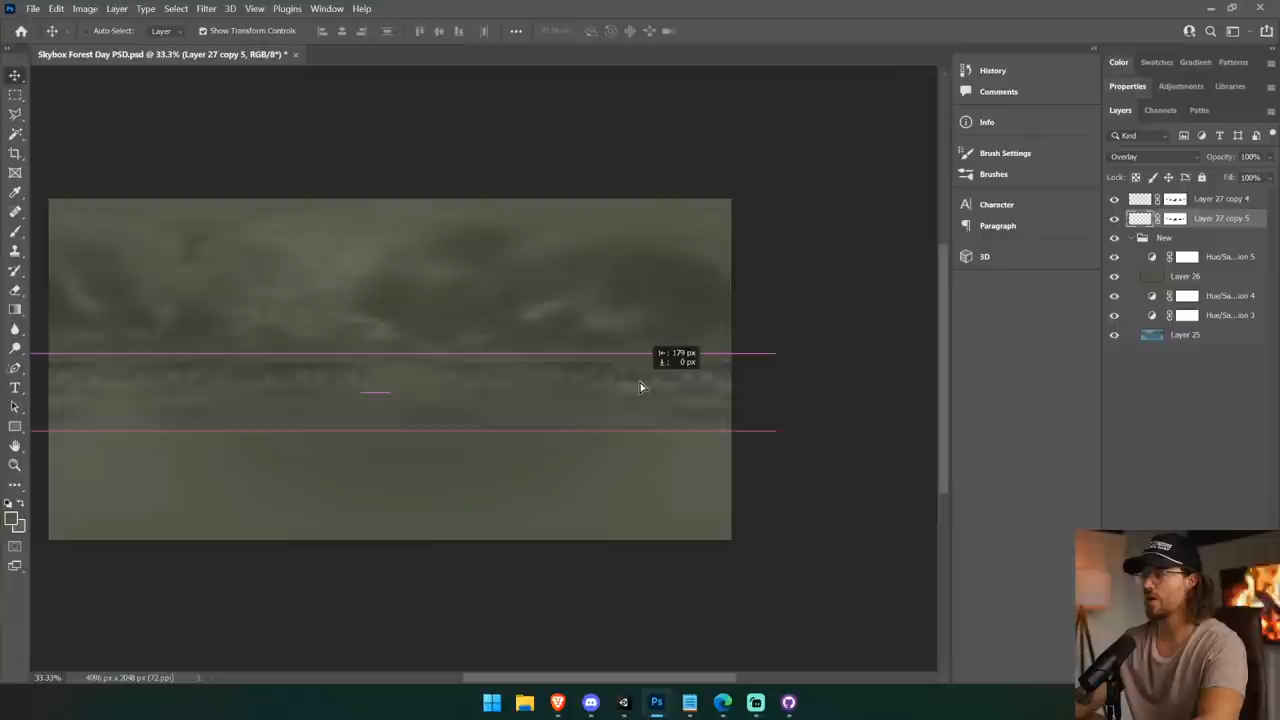 Ps File Edit Image Layer Type Select Filter 3D View Plugins Window Help
Auto-Select: Layer Show Transform Controls
Skybox Forest Day PSD.psd @ 33.3% (Layer 27 copy 5, RGB/8*) * ×
History
Comments
Info
Brush Settings
Brushes
Character
Paragraph
3D
Color Swatches Gradients Patterns
Properties Adjustments Libraries
Layers Channels Paths
Kind
Overlay Opacity: 100%
Lock: Fill: 100%
Layer 27 copy 4
Layer 27 copy 5
New
Hue/Sa...ion 5
Layer 26
Hue/Sa...ion 4
Hue/Sa...ion 3
Layer 25
179 px
0 px
33.33% 4096 px x 2048 px (72 ppi)
Ps